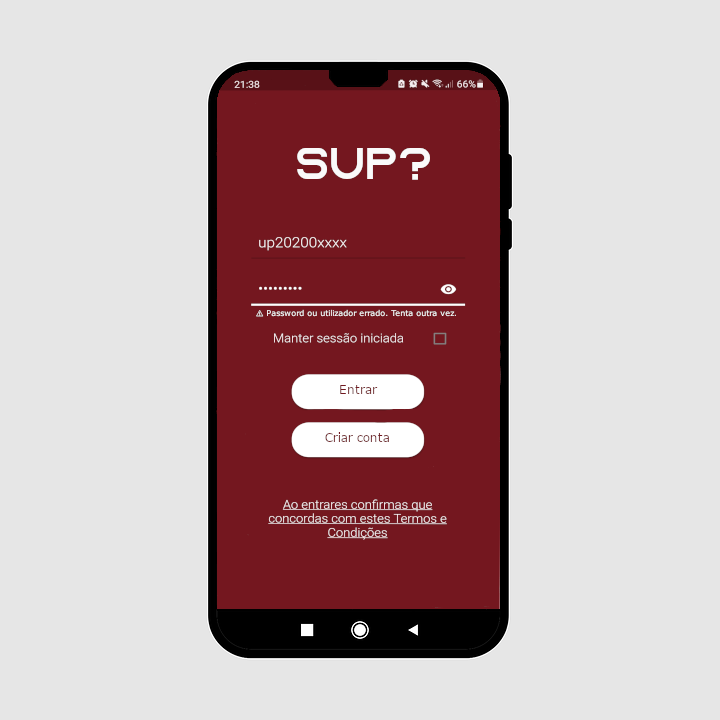 21:38 66%
SUP?
up20200xxxx
•••••••••
⚠ Password ou utilizador errado. Tenta outra vez.
Manter sessão iniciada
Entrar
Criar conta
Ao entrares confirmas que
concordas com estes Termos e
Condições